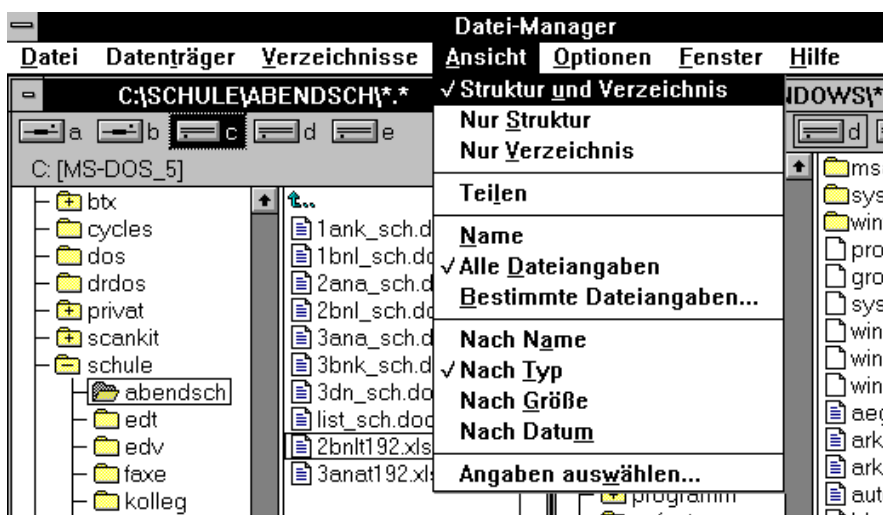 Datei-Manager
Datei Datenträger Verzeichnisse Ansicht Optionen Fenster Hilfe
C:\SCHULE\ABENDSCH\*.*
a b c d e
C: [MS-DOS_5]
btx
cycles
dos
drdos
privat
scankit
schule
abendsch
edt
edv
faxe
kolleg
1ank_sch.d
1bnl_sch.do
2ana_sch.d
2bnl_sch.do
3ana_sch.d
3bnk_sch.d
3dn_sch.do
list_sch.doc
2bnlt192.xls
3anat192.xls
Struktur und Verzeichnis
Nur Struktur
Nur Verzeichnis
Teilen
Name
Alle Dateiangaben
Bestimmte Dateiangaben...
Nach Name
Nach Typ
Nach Größe
Nach Datum
Angaben auswählen...
programm
NDOWS\*
d
ms
sys
win
pro
gro
sys
win
win
win
aeg
ark
ark
aut